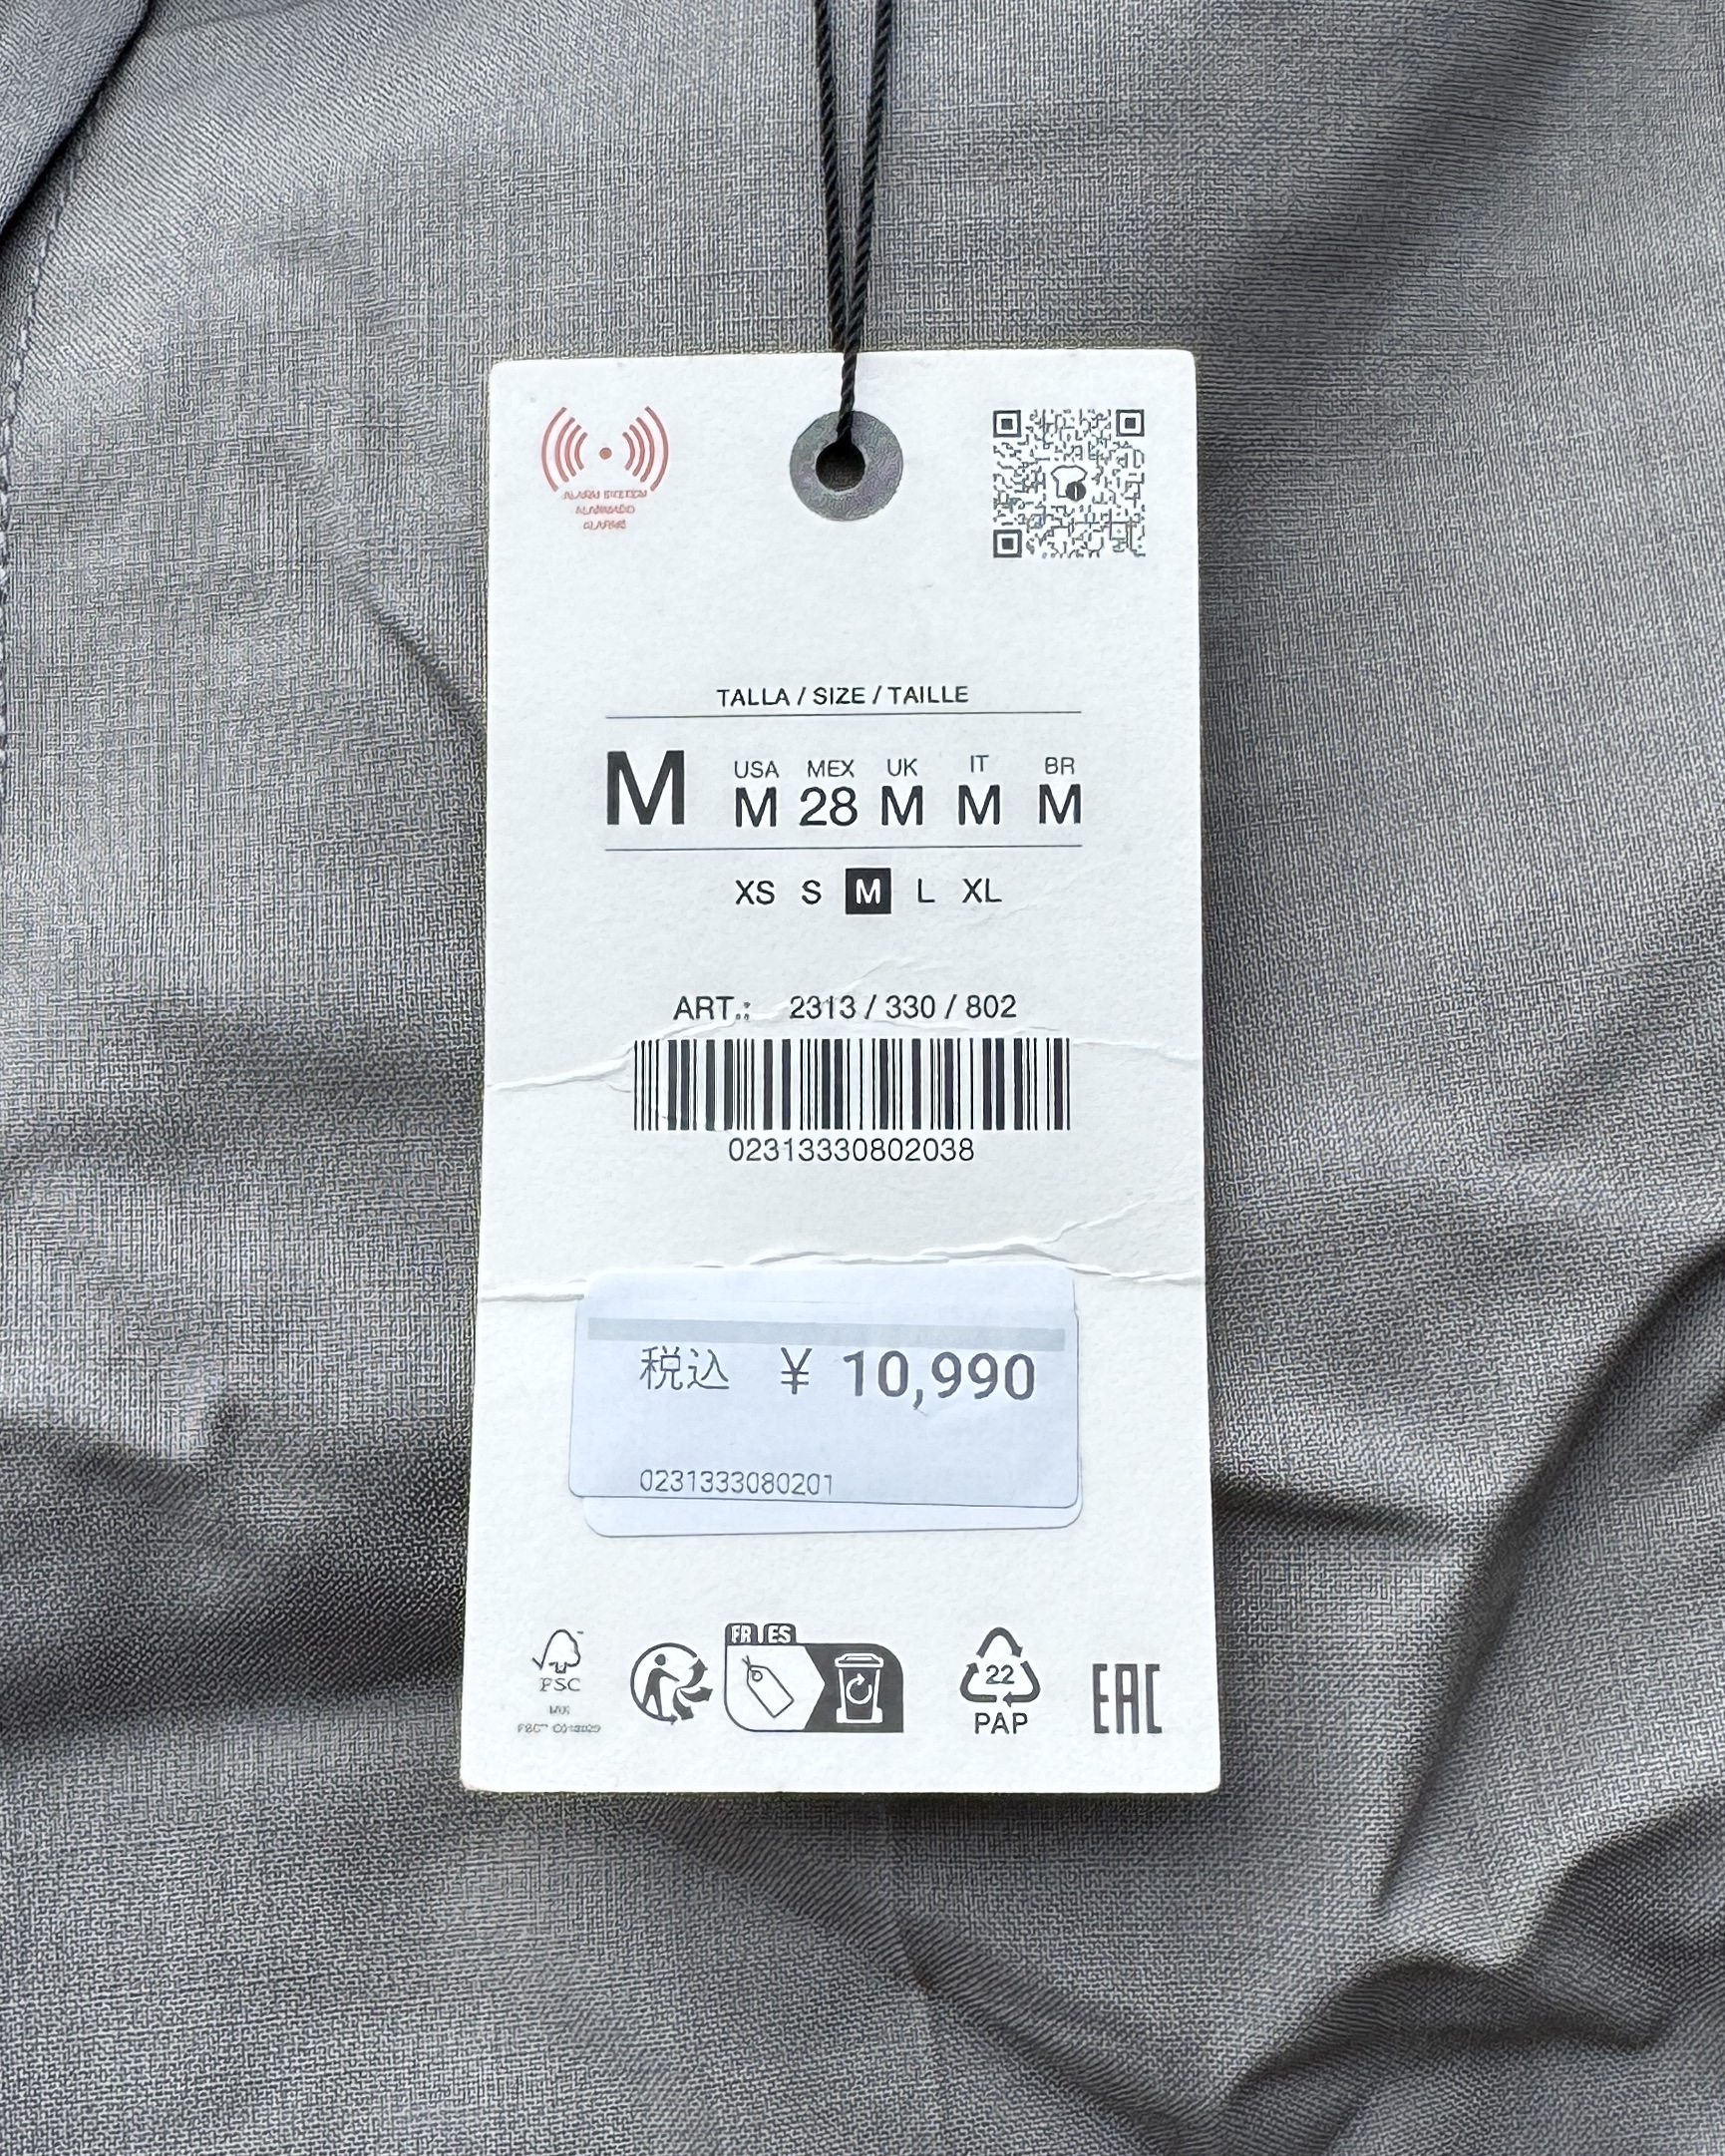 TALLA / SIZE / TAILLE
USA MEX UK IT BR
M M 28 M M M
XS S M L XL
ART.: 2313 / 330 / 802
02313330802038
税込 ¥ 10,990
0231333080201
FR ES
FSC
22
PAP
EAC